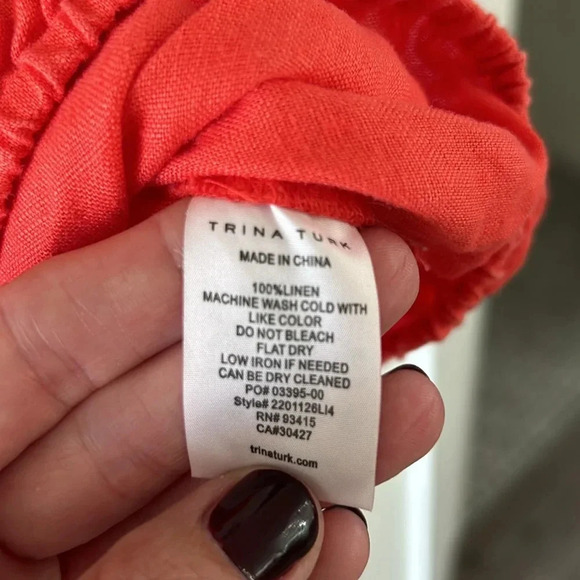 TRINA TURK
MADE IN CHINA
100%LINEN
MACHINE WASH COLD WITH
LIKE COLOR
DO NOT BLEACH
FLAT DRY
LOW IRON IF NEEDED
CAN BE DRY CLEANED
PO# 03395-00
Style# 2201126LI4
RN# 93415
CA#30427
trinaturk.com